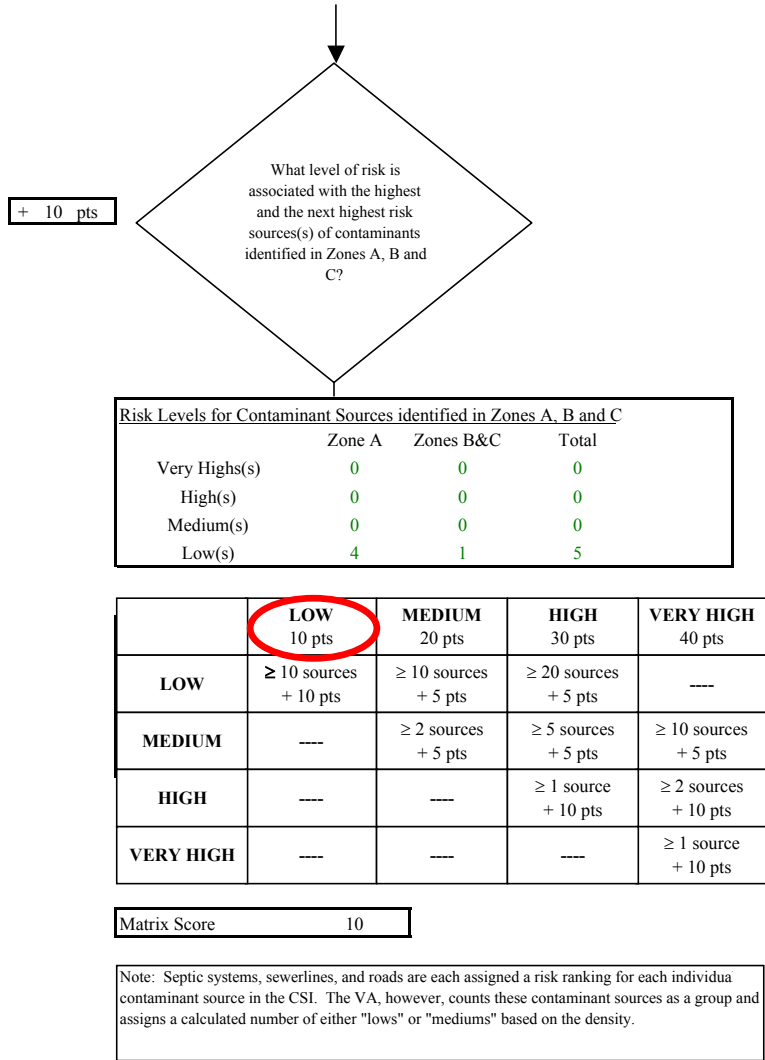 What level of risk is
associated with the highest
and the next highest risk
sources(s) of contaminants
identified in Zones A, B and
C?
+ 10 pts
Risk Levels for Contaminant Sources identified in Zones A, B and C
Zone A Zones B&C Total
Very Highs(s) 0 0 0
High(s) 0 0 0
Medium(s) 0 0 0
Low(s) 4 1 5
LOW MEDIUM HIGH VERY HIGH
10 pts 20 pts 30 pts 40 pts
LOW ≥ 10 sources ≥ 10 sources ≥ 20 sources ----
+ 10 pts + 5 pts + 5 pts
MEDIUM ---- ≥ 2 sources ≥ 5 sources ≥ 10 sources
+ 5 pts + 5 pts + 5 pts
HIGH ---- ---- ≥ 1 source ≥ 2 sources
+ 10 pts + 10 pts
VERY HIGH ---- ---- ---- ≥ 1 source
+ 10 pts
Matrix Score 10
Note: Septic systems, sewerlines, and roads are each assigned a risk ranking for each individua
contaminant source in the CSI. The VA, however, counts these contaminant sources as a group and
assigns a calculated number of either "lows" or "mediums" based on the density.